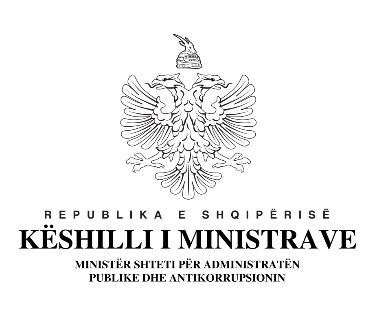 REPUBLIKA E SHQIPËRISË
KËSHILLI I MINISTRAVE
MINISTËR SHTETI PËR ADMINISTRATËN
PUBLIKE DHE ANTIKORRUPSIONIN